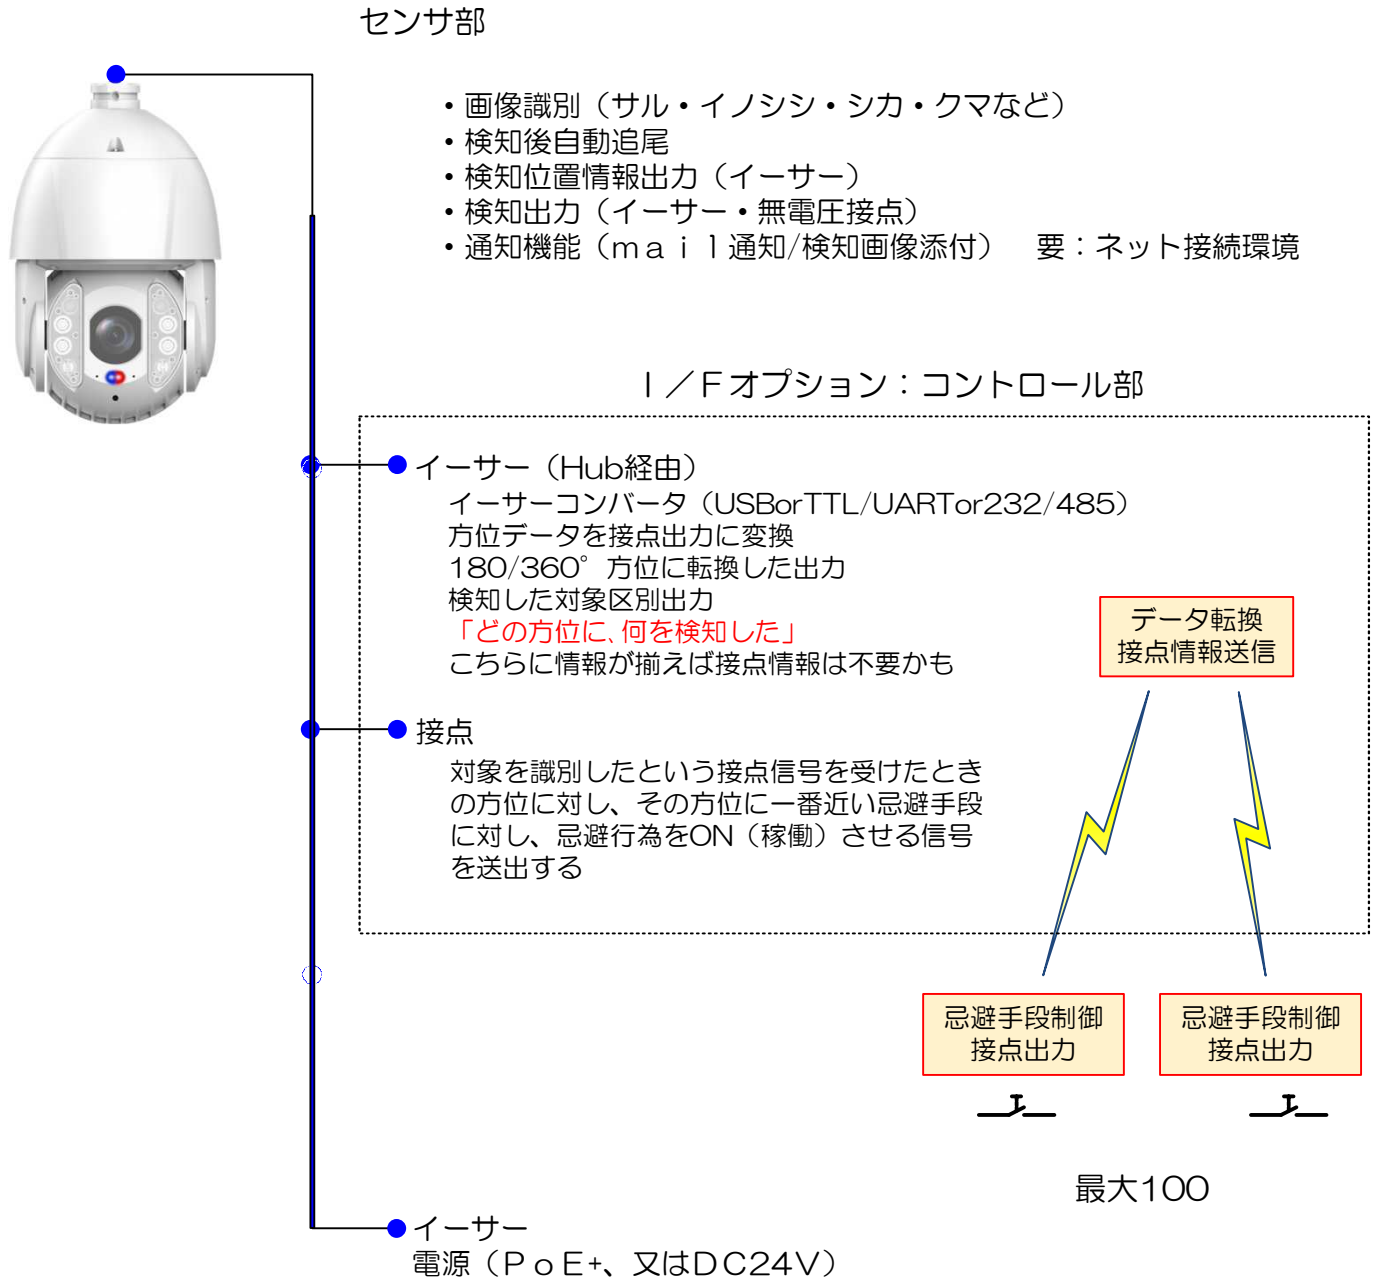 センサ部
・画像識別（サル・イノシシ・シカ・クマなど）
・検知後自動追尾
・検知位置情報出力（イーサー）
・検知出力（イーサー・無電圧接点）
・通知機能（ｍａｉｌ通知/検知画像添付）　要：ネット接続環境
Ｉ／Ｆオプション：コントロール部
イーサー（Hub経由）
イーサーコンバータ（USBorTTL/UARTor232/485）
方位データを接点出力に変換
180/360°方位に転換した出力
検知した対象区別出力
「どの方位に、何を検知した」
こちらに情報が揃えば接点情報は不要かも
データ転換
接点情報送信
接点
対象を識別したという接点信号を受けたとき
の方位に対し、その方位に一番近い忌避手段
に対し、忌避行為をON（稼働）させる信号
を送出する
忌避手段制御
接点出力
忌避手段制御
接点出力
最大100
イーサー
電源（ＰｏＥ+、又はＤＣ24Ｖ）